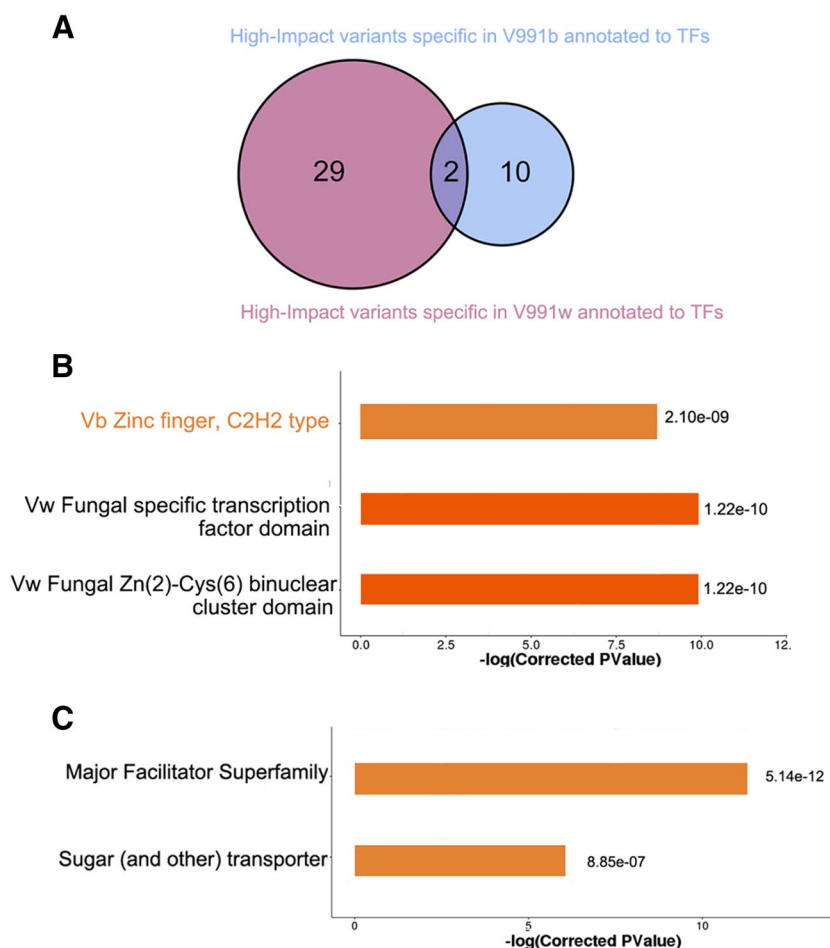 A
High-Impact variants specific in V991b annotated to TFs
29
2
10
High-Impact variants specific in V991w annotated to TFs
B
Vb Zinc finger, C2H2 type
2.10e-09
Vw Fungal specific transcription
factor domain
1.22e-10
Vw Fungal Zn(2)-Cys(6) binuclear
cluster domain
1.22e-10
0.0 2.5 5.0 7.5 10.0 12.
-log(Corrected PValue)
C
Major Facilitator Superfamily
5.14e-12
Sugar (and other) transporter
8.85e-07
0 5 10
-log(Corrected PValue)